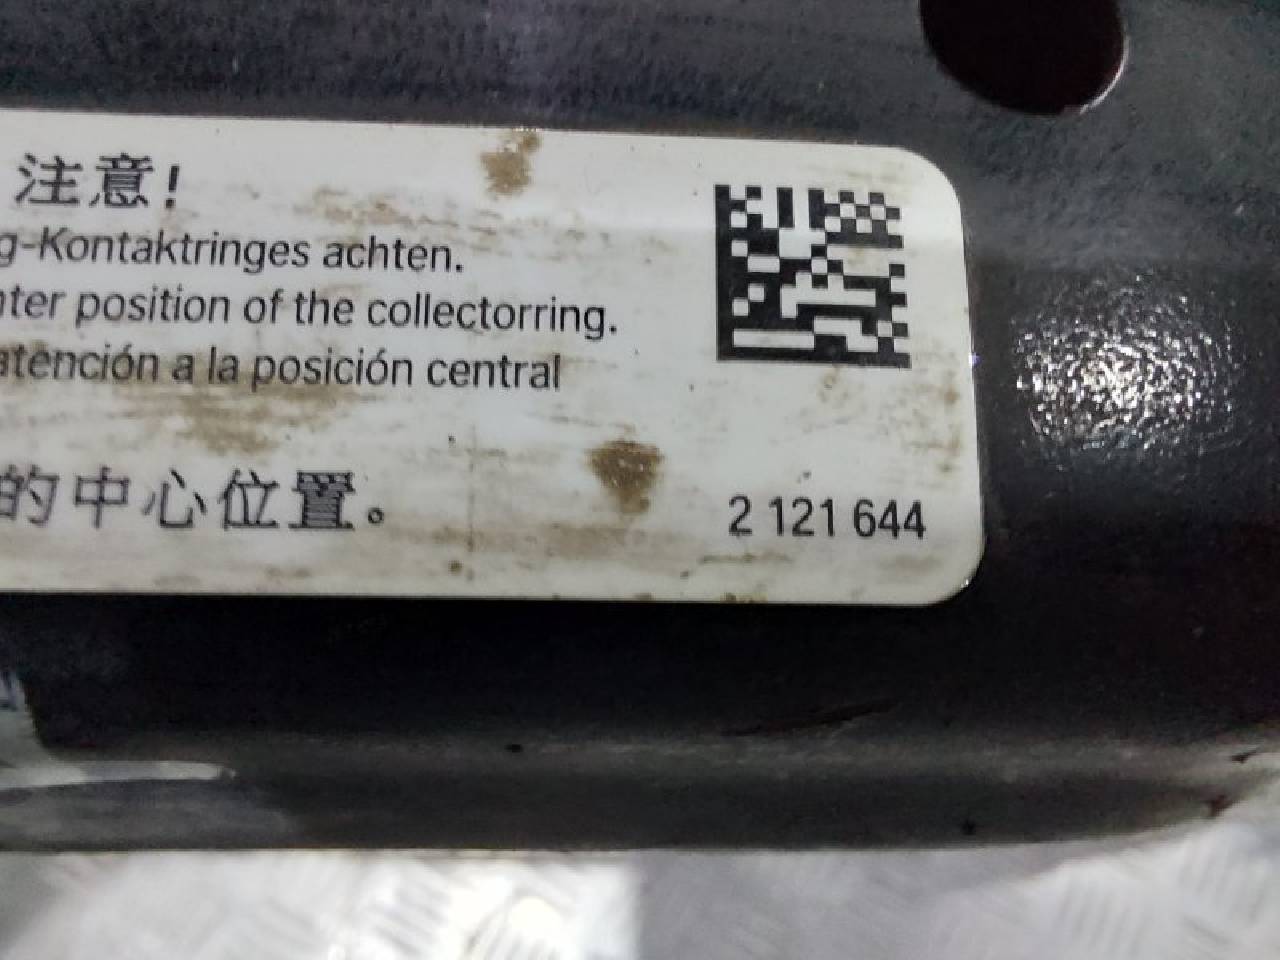 注意!
g-Kontaktringes achten.
nter position of the collectorring.
atención a la posición central
的中心位置。
2 121 644